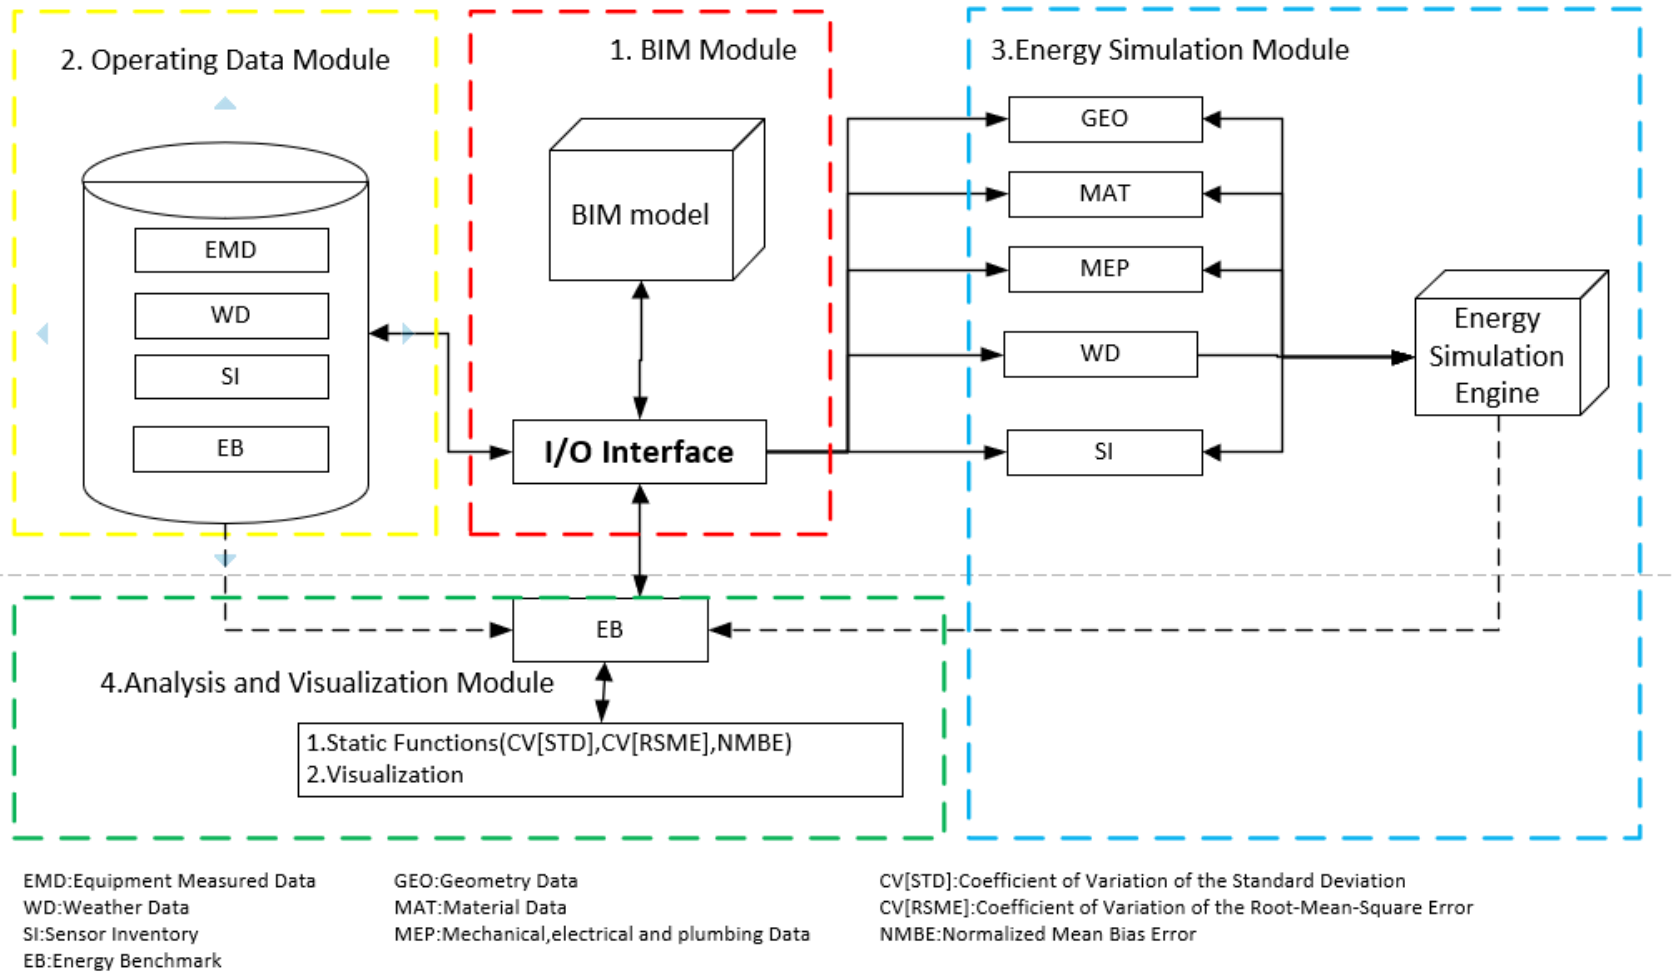 2. Operating Data Module
1. BIM Module
3.Energy Simulation Module
EMD
WD
SI
EB
BIM model
I/O Interface
GEO
MAT
MEP
WD
SI
Energy
Simulation
Engine
EB
4.Analysis and Visualization Module
1.Static Functions(CV[STD],CV[RSME],NMBE)
2.Visualization
EMD:Equipment Measured Data
WD:Weather Data
SI:Sensor Inventory
EB:Energy Benchmark
GEO:Geometry Data
MAT:Material Data
MEP:Mechanical,electrical and plumbing Data
CV[STD]:Coefficient of Variation of the Standard Deviation
CV[RSME]:Coefficient of Variation of the Root-Mean-Square Error
NMBE:Normalized Mean Bias Error